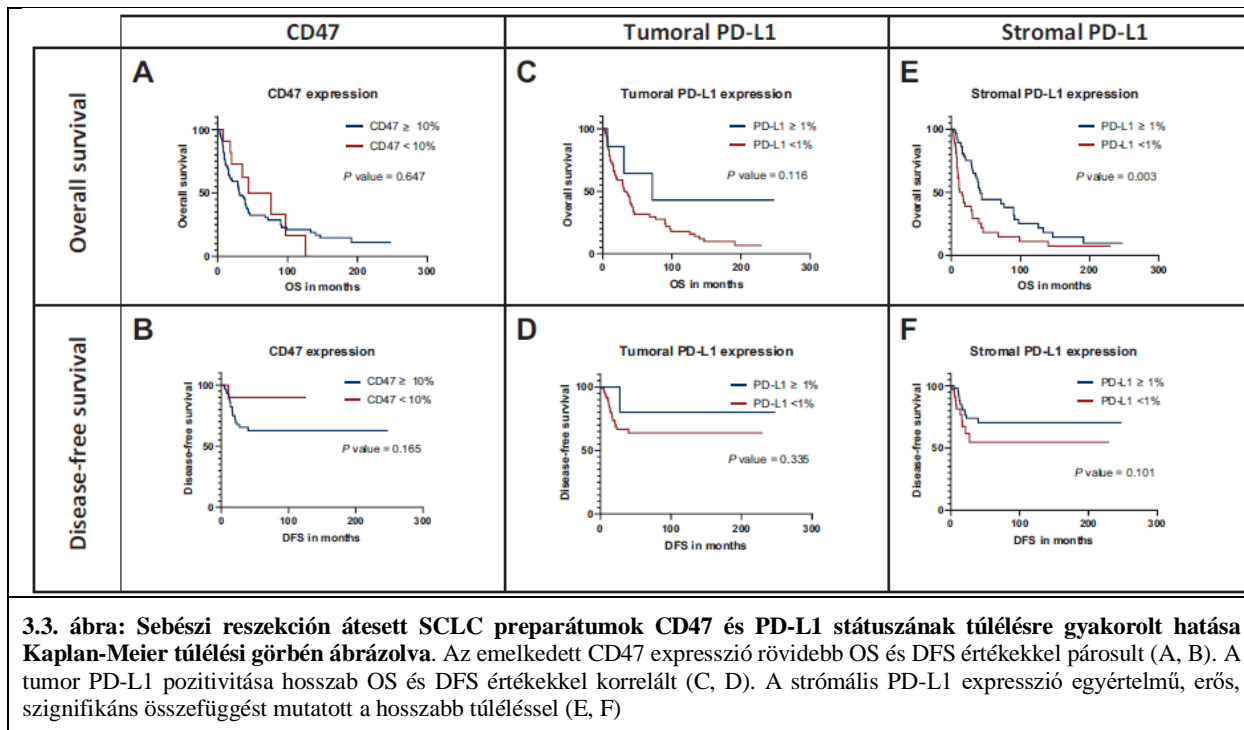 CD47
Tumoral PD-L1
Stromal PD-L1
Overall survival
A
CD47 expression
Overall survival
100
50
0
CD47 ≥ 10%
CD47 < 10%
P value = 0.647
0 100 200 300
OS in months
C
Tumoral PD-L1 expression
Overall survival
100
50
0
PD-L1 ≥ 1%
PD-L1 <1%
P value = 0.116
0 100 200 300
OS in months
E
Stromal PD-L1 expression
Overall survival
100
50
0
PD-L1 ≥ 1%
PD-L1 <1%
P value = 0.003
0 100 200 300
OS in months
Disease-free survival
B
CD47 expression
Disease-free survival
100
50
0
CD47 ≥ 10%
CD47 < 10%
P value = 0.165
0 100 200 300
DFS in months
D
Tumoral PD-L1 expression
Disease-free survival
100
50
0
PD-L1 ≥ 1%
PD-L1 <1%
P value = 0.335
0 100 200 300
DFS in months
F
Stromal PD-L1 expression
Disease-free survival
100
50
0
PD-L1 ≥ 1%
PD-L1 <1%
P value = 0.101
0 100 200 300
DFS in months
3.3. ábra: Sebészi reszekción átesett SCLC preparátumok CD47 és PD-L1 státuszának túlélésre gyakorolt hatása
Kaplan-Meier túlélési görbén ábrázolva. Az emelkedett CD47 expresszió rövidebb OS és DFS értékekkel párosult (A, B). A
tumor PD-L1 pozitivitása hosszab OS és DFS értékekkel korrelált (C, D). A strómális PD-L1 expresszió egyértelmű, erős,
szignifikáns összefüggést mutatott a hosszabb túléléssel (E, F)